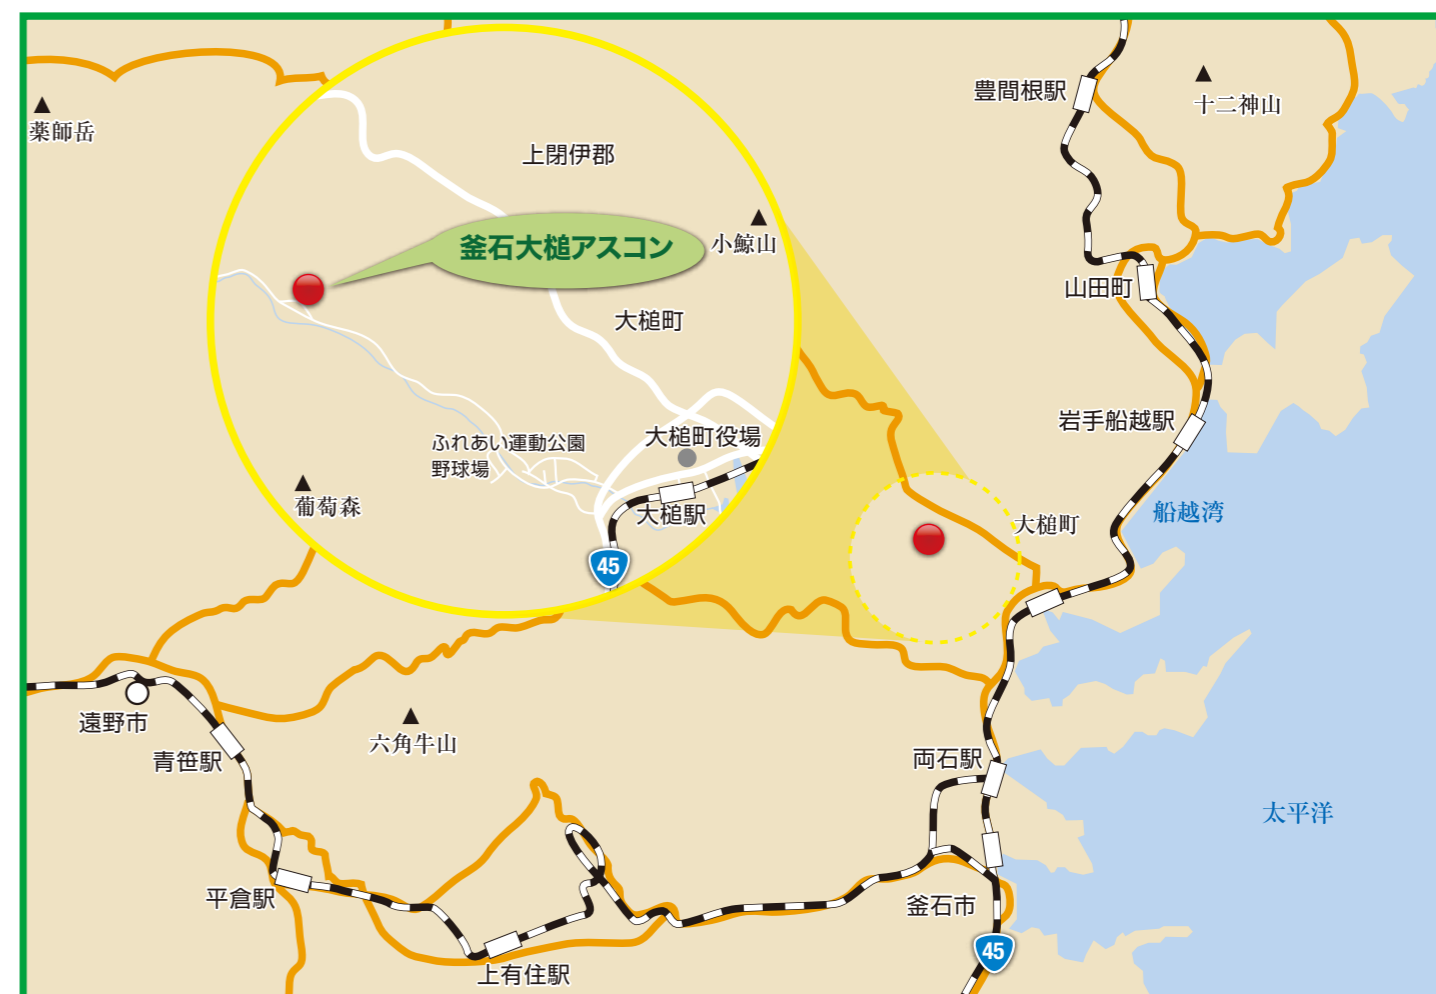 豊間根駅
十二神山
薬師岳
上閉伊郡
小鯨山
釜石大槌アスコン
山田町
大槌町
岩手船越駅
ふれあい運動公園
野球場
大槌町役場
葡萄森
大槌駅
45
大槌町
船越湾
遠野市
青笹駅
六角牛山
両石駅
太平洋
平倉駅
釜石市
45
上有住駅